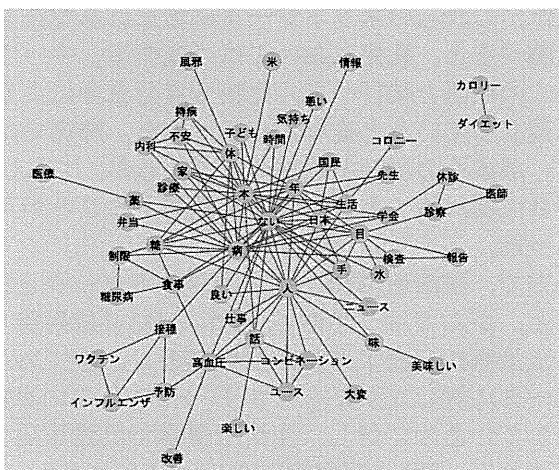 風邪
米
情報
カロリー
悪い
持病
気持ち
ダイエット
不安
子ども
時間
コロニー
内科
体
国民
医療
家
先生
休診
診療
本
年
医師
薬
生活
弁当
ない
日本
学会
診察
糖
目
病
制限
検査
報告
手
水
食事
糖尿病
良い
人
ニュース
接種
仕事
話
味
ワクチン
高血圧
コンビネーション
美味しい
インフルエンザ
予防
ユース
大変
楽しい
改善